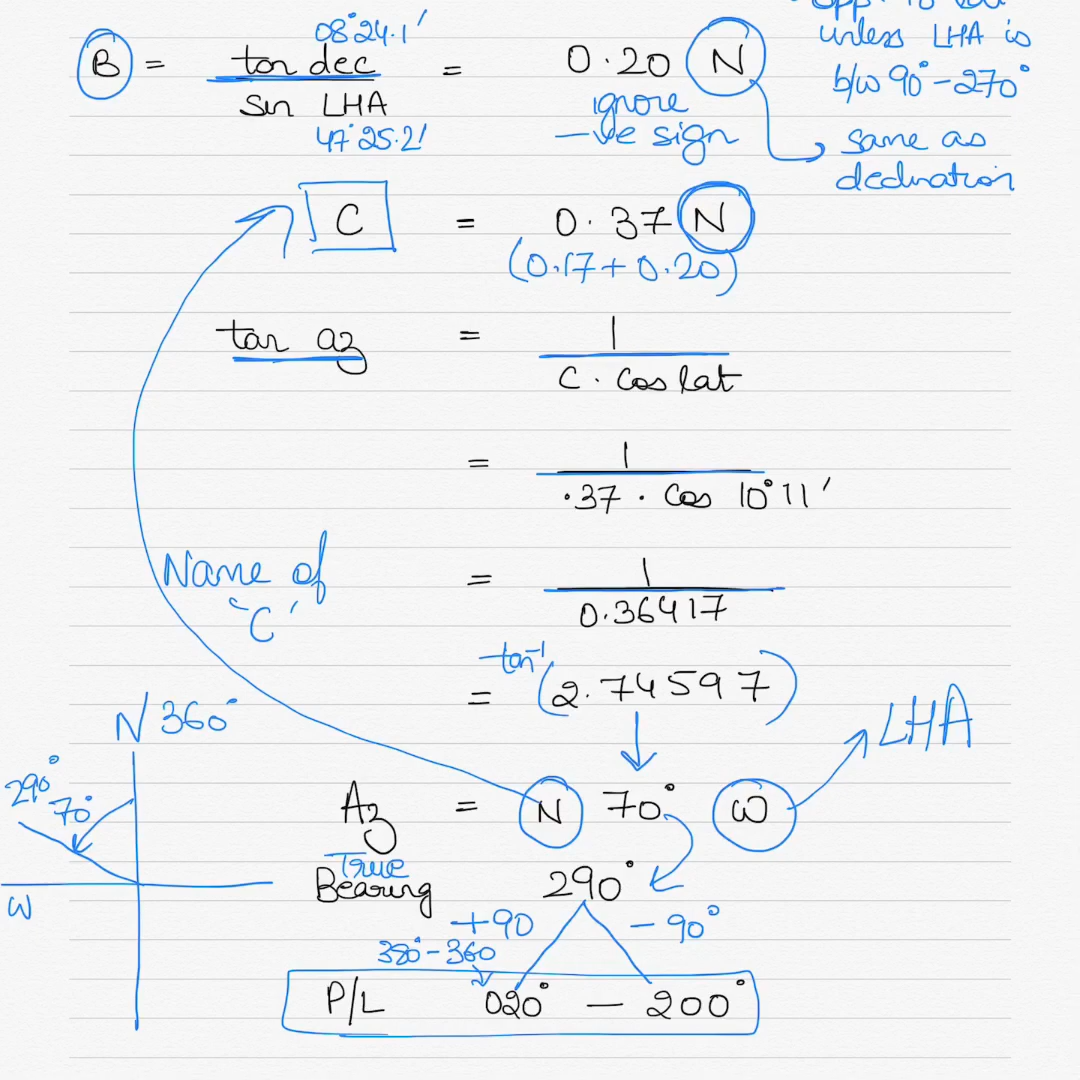 opp. to
08°24.1'
unless LHA is
B = tan dec = 0.20 N
b/w 90° - 270°
sin LHA
ignore
47°25.2'
-ve sign
same as
declination
C = 0.37 N
(0.17 + 0.20)
tan az = 1
C. cos lat
= 1
.37 . cos 10°11'
Name of
"C'
= 1
0.36417
= tan⁻¹ (2.74597)
N 360°
LHA
290°
70°
Az = N 70° W
True
Bearing 290°
W
+90 - 90°
380° - 360
P/L 020° - 200°